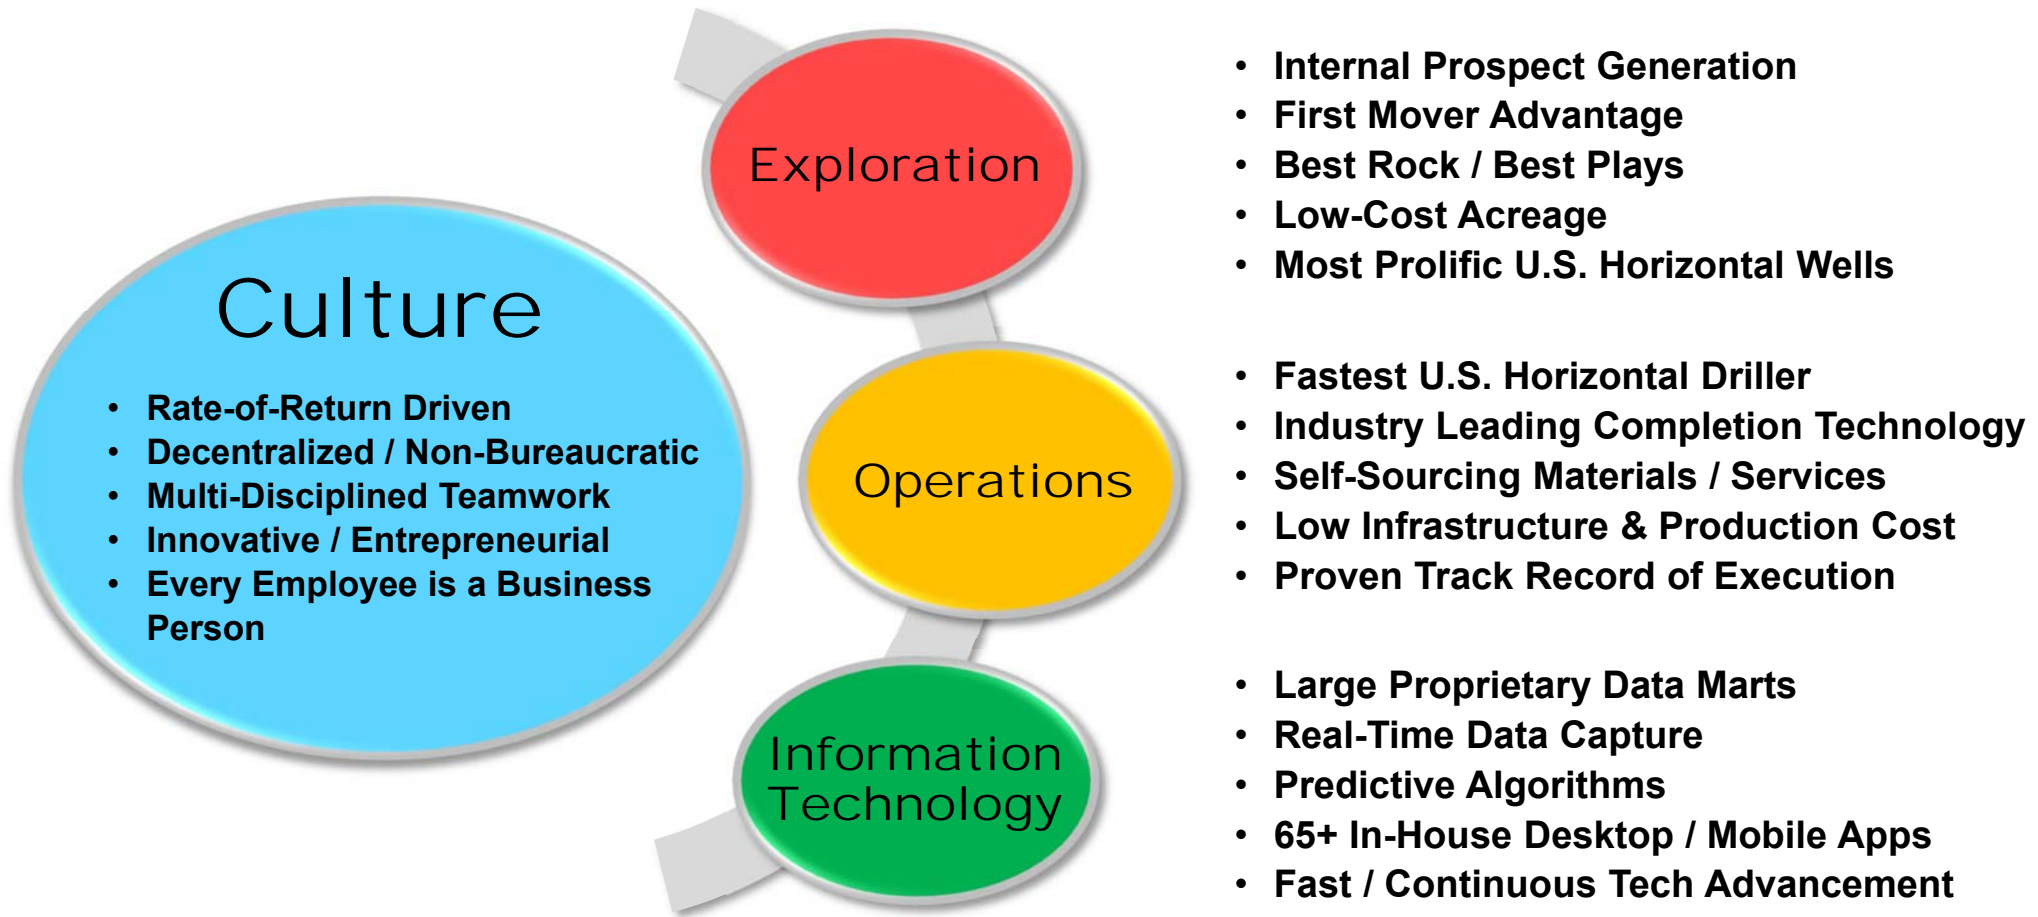 Culture
• Rate-of-Return Driven
• Decentralized / Non-Bureaucratic
• Multi-Disciplined Teamwork
• Innovative / Entrepreneurial
• Every Employee is a Business
Person
Exploration
• Internal Prospect Generation
• First Mover Advantage
• Best Rock / Best Plays
• Low-Cost Acreage
• Most Prolific U.S. Horizontal Wells
Operations
• Fastest U.S. Horizontal Driller
• Industry Leading Completion Technology
• Self-Sourcing Materials / Services
• Low Infrastructure & Production Cost
• Proven Track Record of Execution
Information
Technology
• Large Proprietary Data Marts
• Real-Time Data Capture
• Predictive Algorithms
• 65+ In-House Desktop / Mobile Apps
• Fast / Continuous Tech Advancement